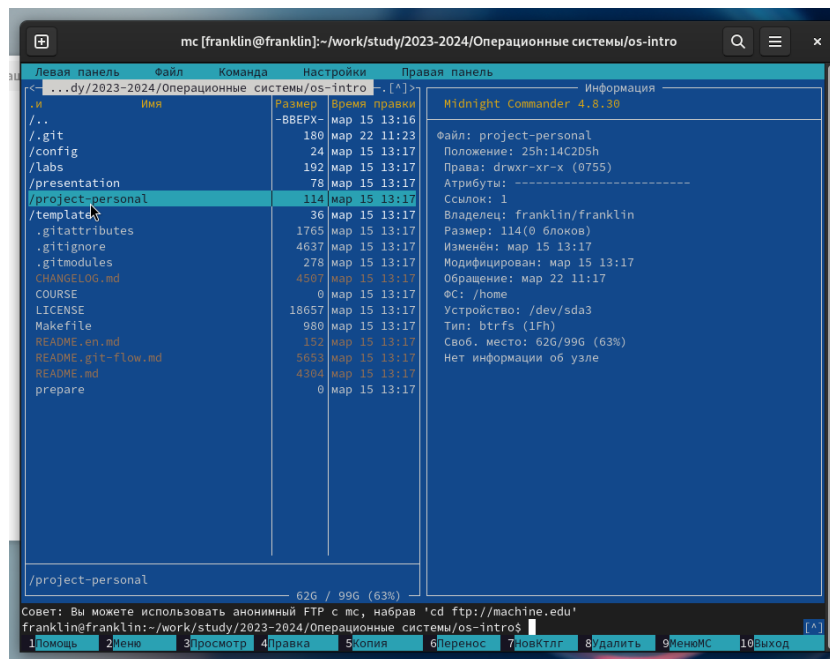 mc [franklin@franklin]:~/work/study/2023-2024/Операционные системы/os-intro
Левая панель Файл Команда Настройки Правая панель
<─ ...dy/2023-2024/Операционные системы/os-intro ─.[^]>
.и Имя Размер Время правки
/.. -ВВЕРХ- мар 15 13:16
/.git 180 мар 22 11:23
/config 24 мар 15 13:17
/labs 192 мар 15 13:17
/presentation 78 мар 15 13:17
/project-personal 114 мар 15 13:17
/template 36 мар 15 13:17
.gitattributes 1765 мар 15 13:17
.gitignore 4637 мар 15 13:17
.gitmodules 278 мар 15 13:17
CHANGELOG.md 4507 мар 15 13:17
COURSE 0 мар 15 13:17
LICENSE 18657 мар 15 13:17
Makefile 980 мар 15 13:17
README.en.md 152 мар 15 13:17
README.git-flow.md 5653 мар 15 13:17
README.md 4304 мар 15 13:17
prepare 0 мар 15 13:17
/project-personal
62G / 99G (63%)
Информация
Midnight Commander 4.8.30
Файл: project-personal
Положение: 25h:14C2D5h
Права: drwxr-xr-x (0755)
Атрибуты: -------------------------
Ссылок: 1
Владелец: franklin/franklin
Размер: 114(0 блоков)
Изменён: мар 15 13:17
Модифицирован: мар 15 13:17
Обращение: мар 22 11:17
ФС: /home
Устройство: /dev/sda3
Тип: btrfs (1Fh)
Своб. место: 62G/99G (63%)
Нет информации об узле
Совет: Вы можете использовать анонимный FTP с mc, набрав 'cd ftp://machine.edu'
franklin@franklin:~/work/study/2023-2024/Операционные системы/os-intro$ [^]
1Помощь 2Меню 3Просмотр 4Правка 5Копия 6Перенос 7НовКтлг 8Удалить 9МенюМС 10Выход